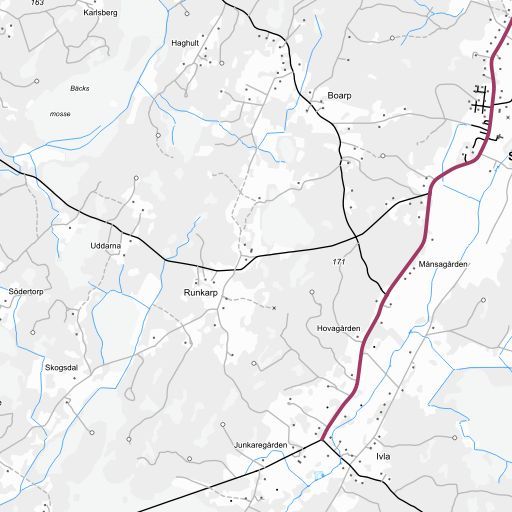 163
Karlsberg
Haghult
Bäcks
mosse
Boarp
S
Uddarna
171
Månsagården
Södertorp
Runkarp
Hovagården
Skogsdal
Junkaregården
Ivla